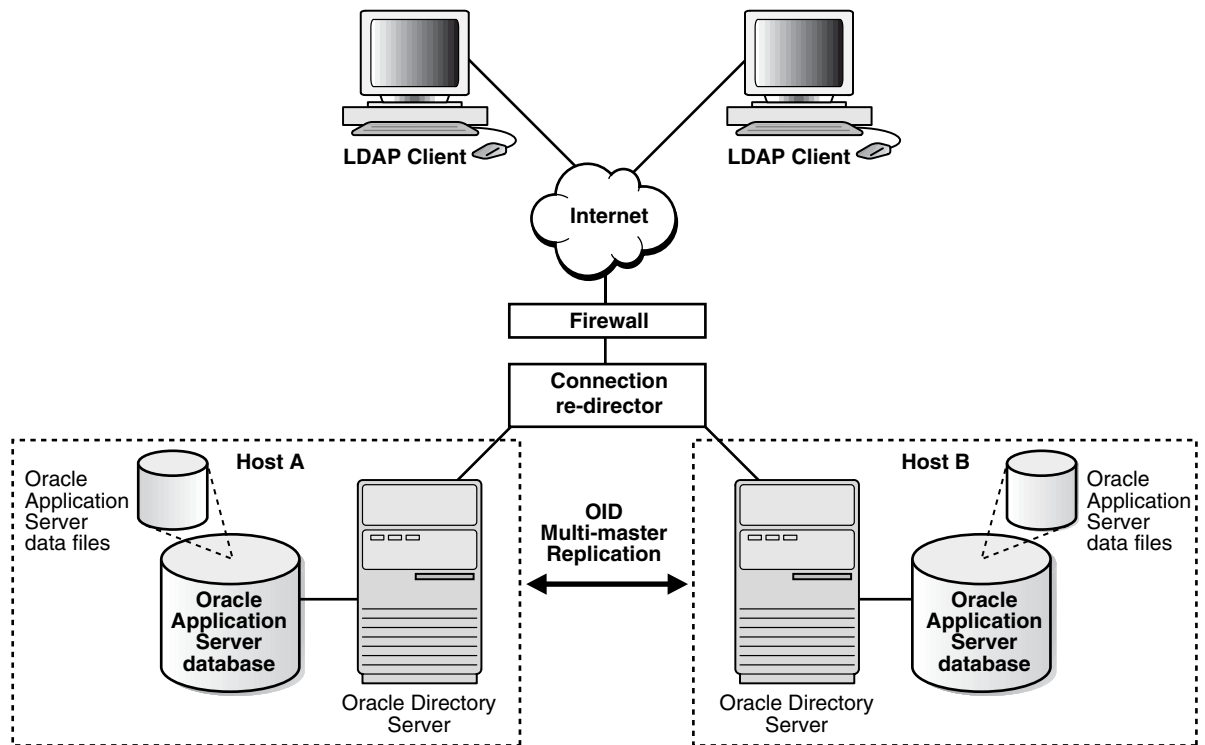 LDAP Client
LDAP Client
Internet
Firewall
Connection
re-director
Host A
Oracle
Application
Server
data files
Oracle
Application
Server
database
Oracle Directory
Server
OID
Multi-master
Replication
Host B
Oracle
Application
Server
data files
Oracle
Application
Server
database
Oracle Directory
Server